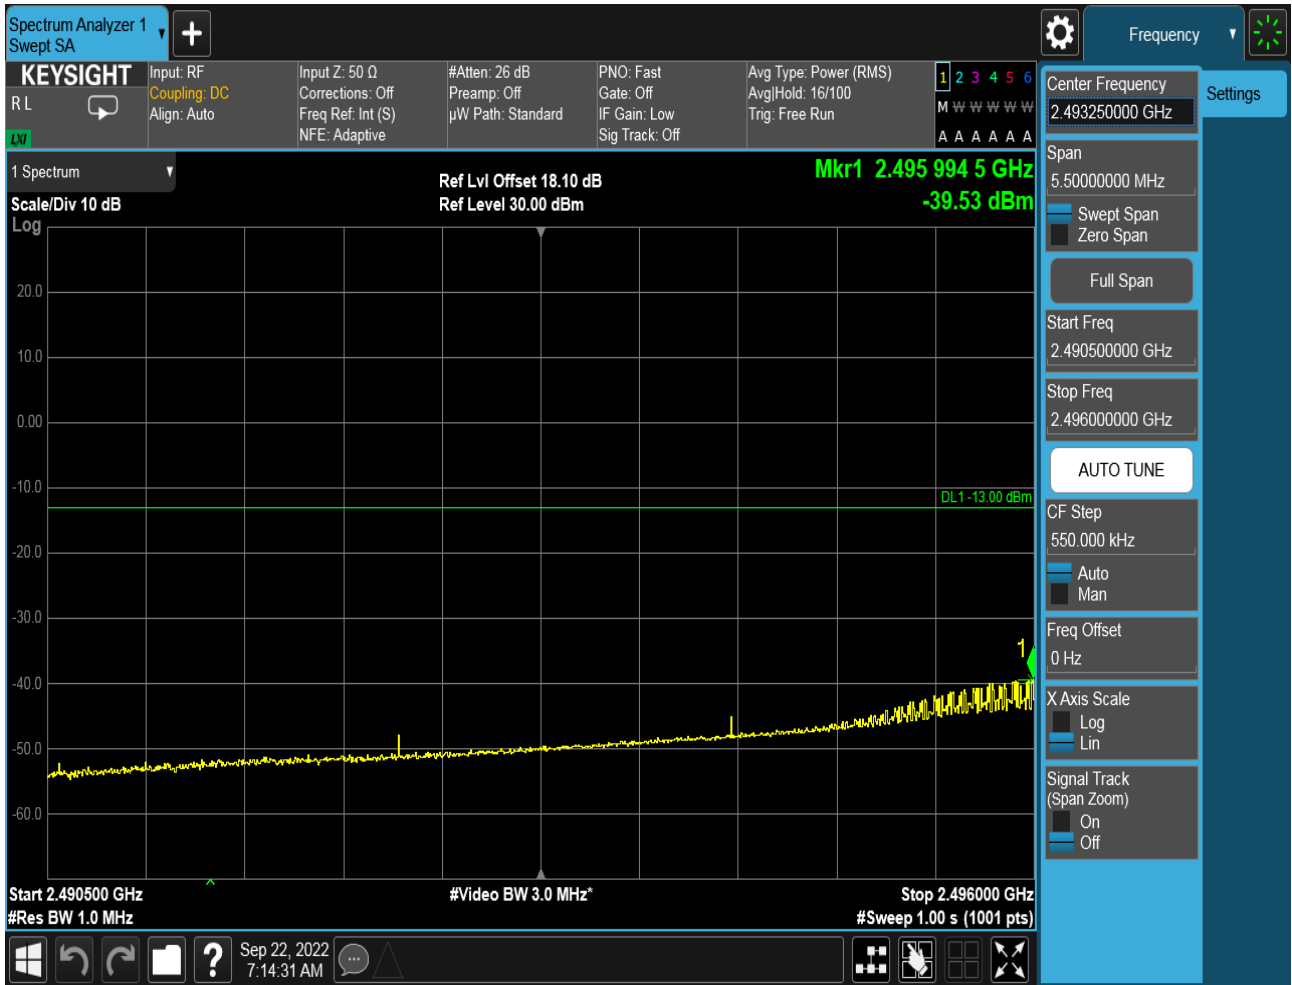 Spectrum Analyzer 1
Swept SA
Frequency
KEYSIGHT
R L
LXI
Input: RF
Coupling: DC
Align: Auto
Input Z: 50 Ω
Corrections: Off
Freq Ref: Int (S)
NFE: Adaptive
#Atten: 26 dB
Preamp: Off
µW Path: Standard
PNO: Fast
Gate: Off
IF Gain: Low
Sig Track: Off
Avg Type: Power (RMS)
Avg|Hold: 16/100
Trig: Free Run
1 2 3 4 5 6
M W W W W W
A A A A A A
1 Spectrum
Scale/Div 10 dB
Log
Ref Lvl Offset 18.10 dB
Ref Level 30.00 dBm
Mkr1 2.495 994 5 GHz
-39.53 dBm
20.0
10.0
0.00
-10.0
-20.0
-30.0
-40.0
-50.0
-60.0
DL1 -13.00 dBm
1
Start 2.490500 GHz
#Res BW 1.0 MHz
#Video BW 3.0 MHz*
Stop 2.496000 GHz
#Sweep 1.00 s (1001 pts)
Center Frequency
2.493250000 GHz
Settings
Span
5.50000000 MHz
Swept Span
Zero Span
Full Span
Start Freq
2.490500000 GHz
Stop Freq
2.496000000 GHz
AUTO TUNE
CF Step
550.000 kHz
Auto
Man
Freq Offset
0 Hz
X Axis Scale
Log
Lin
Signal Track
(Span Zoom)
On
Off
?
Sep 22, 2022
7:14:31 AM